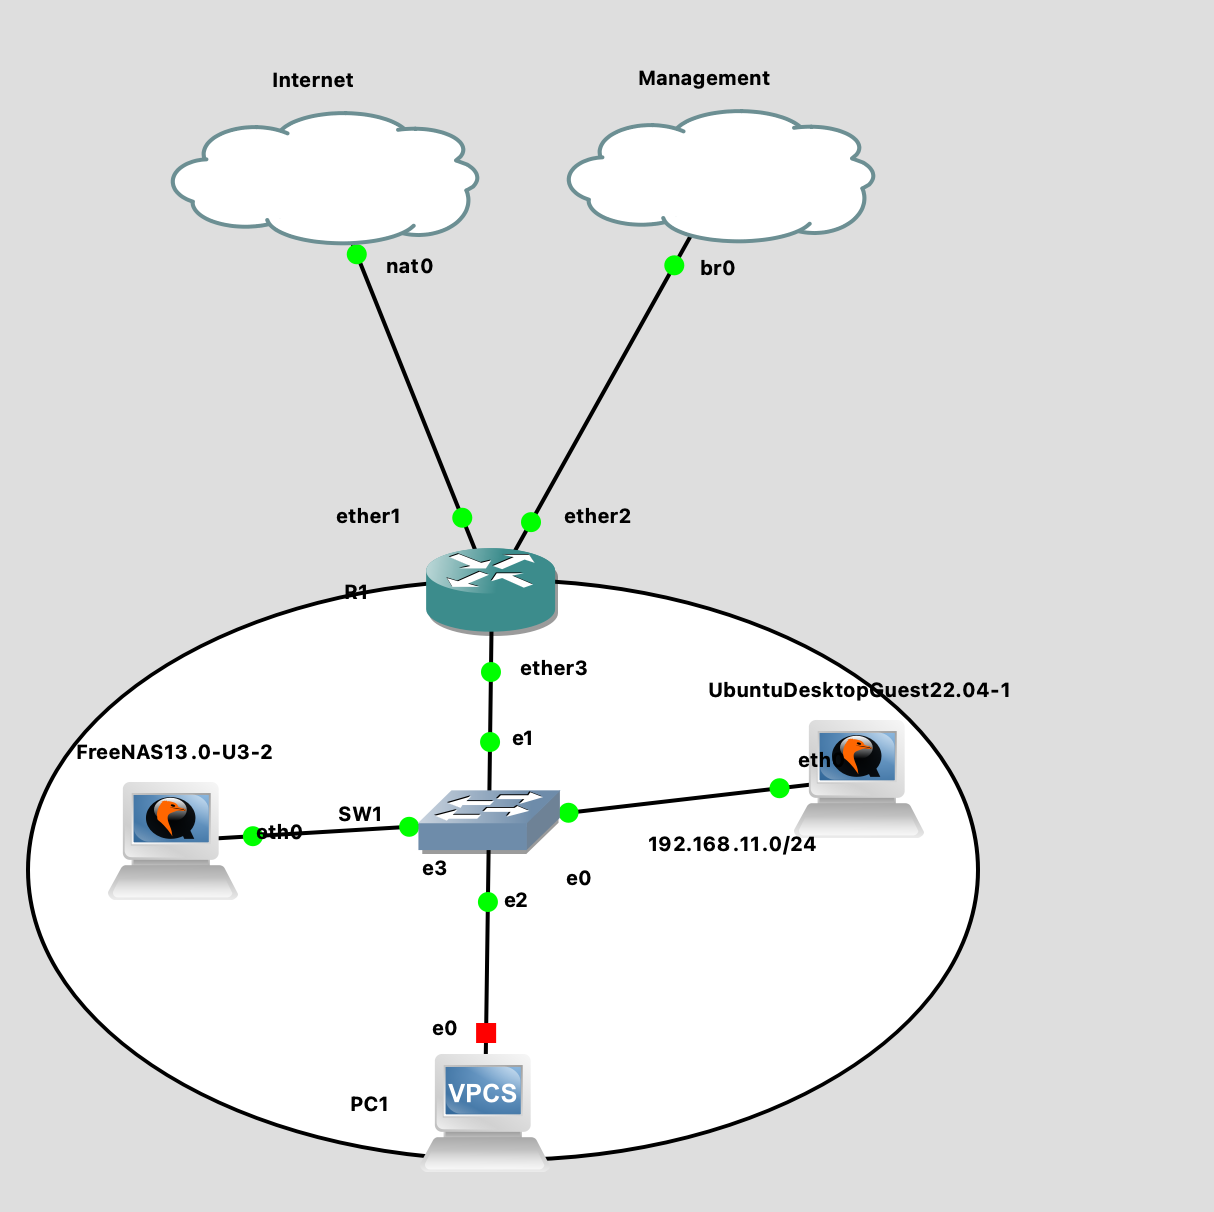 Internet
Management
nat0
br0
ether1
ether2
R1
ether3
UbuntuDesktopGuest22.04-1
e1
FreeNAS13.0-U3-2
eth
SW1
eth0
192.168.11.0/24
e3
e0
e2
e0
VPCS
PC1